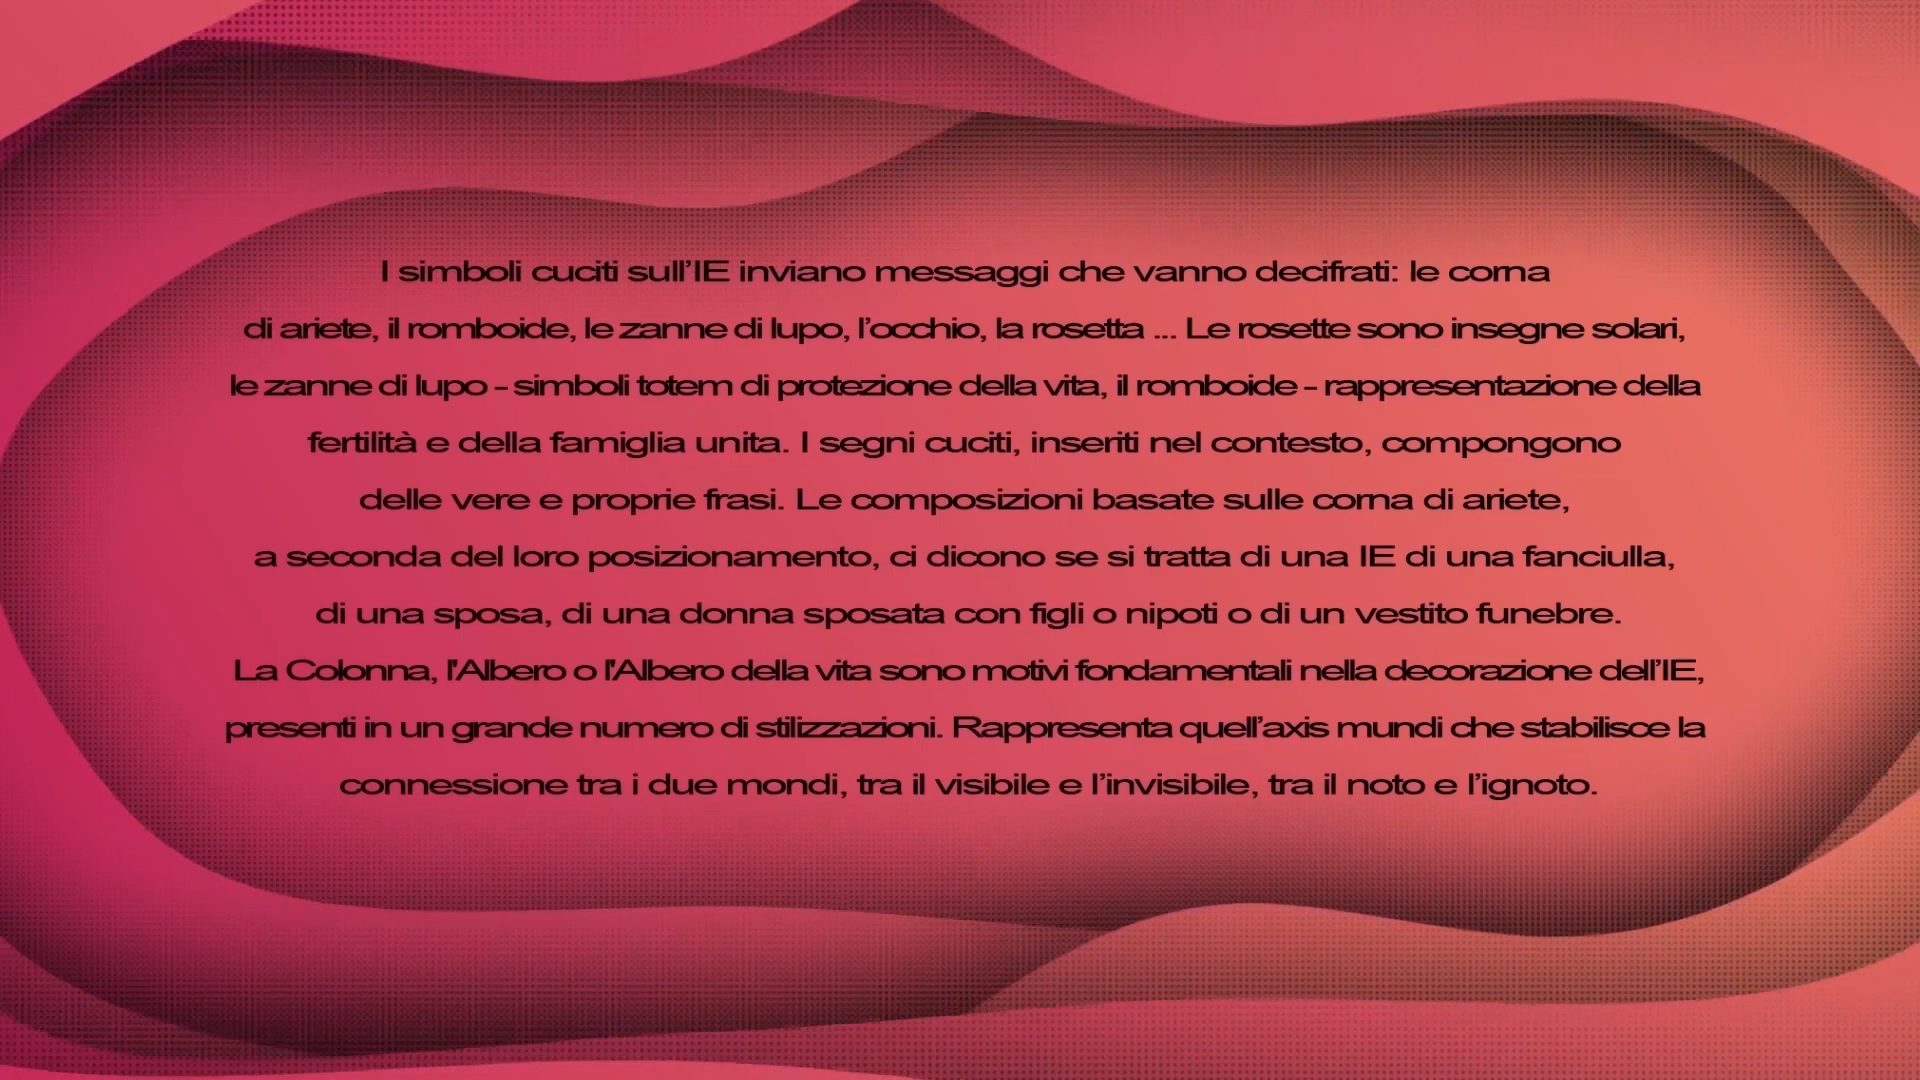 I simboli cuciti sull’IE inviano messaggi che vanno decifrati: le corna
di ariete, il romboide, le zanne di lupo, l’occhio, la rosetta ... Le rosette sono insegne solari,
le zanne di lupo - simboli totem di protezione della vita, il romboide - rappresentazione della
fertilità e della famiglia unita. I segni cuciti, inseriti nel contesto, compongono
delle vere e proprie frasi. Le composizioni basate sulle corna di ariete,
a seconda del loro posizionamento, ci dicono se si tratta di una IE di una fanciulla,
di una sposa, di una donna sposata con figli o nipoti o di un vestito funebre.
La Colonna, l'Albero o l'Albero della vita sono motivi fondamentali nella decorazione dell’IE,
presenti in un grande numero di stilizzazioni. Rappresenta quell’axis mundi che stabilisce la
connessione tra i due mondi, tra il visibile e l’invisibile, tra il noto e l’ignoto.